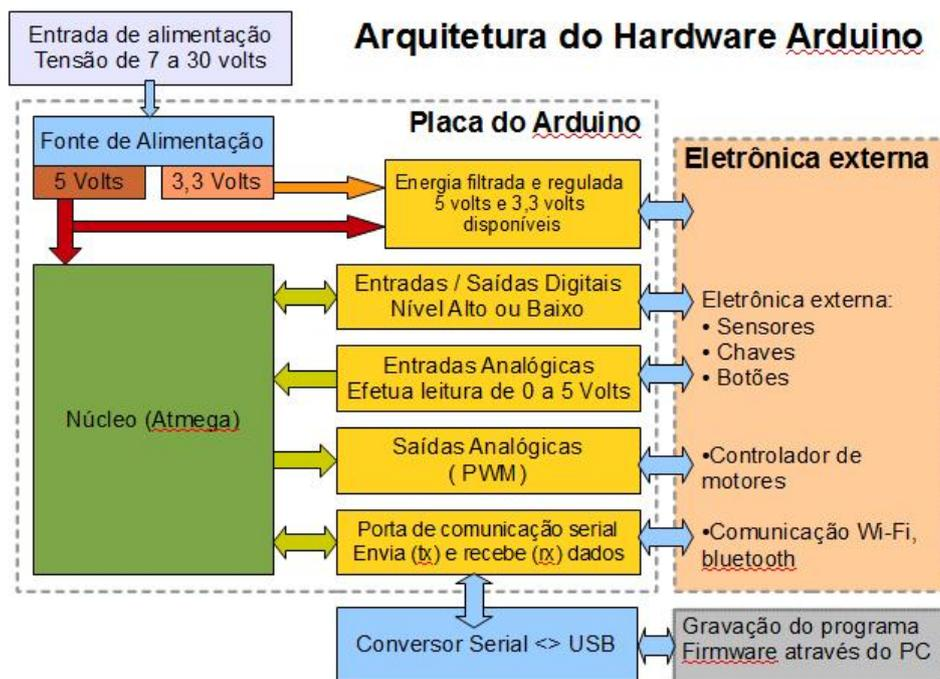 Entrada de alimentação
Tensão de 7 a 30 volts
Arquitetura do Hardware Arduino
Placa do Arduino
Fonte de Alimentação
5 Volts
3,3 Volts
Energia filtrada e regulada
5 volts e 3,3 volts
disponíveis
Eletrônica externa
Núcleo (Atmega)
Entradas / Saídas Digitais
Nível Alto ou Baixo
Entradas Analógicas
Efetua leitura de 0 a 5 Volts
Saídas Analógicas
( PWM )
Porta de comunicação serial
Envia (tx) e recebe (rx) dados
Eletrônica externa:
• Sensores
• Chaves
• Botões
•Controlador de
motores
•Comunicação Wi-Fi,
bluetooth
Conversor Serial <> USB
Gravação do programa
Firmware através do PC